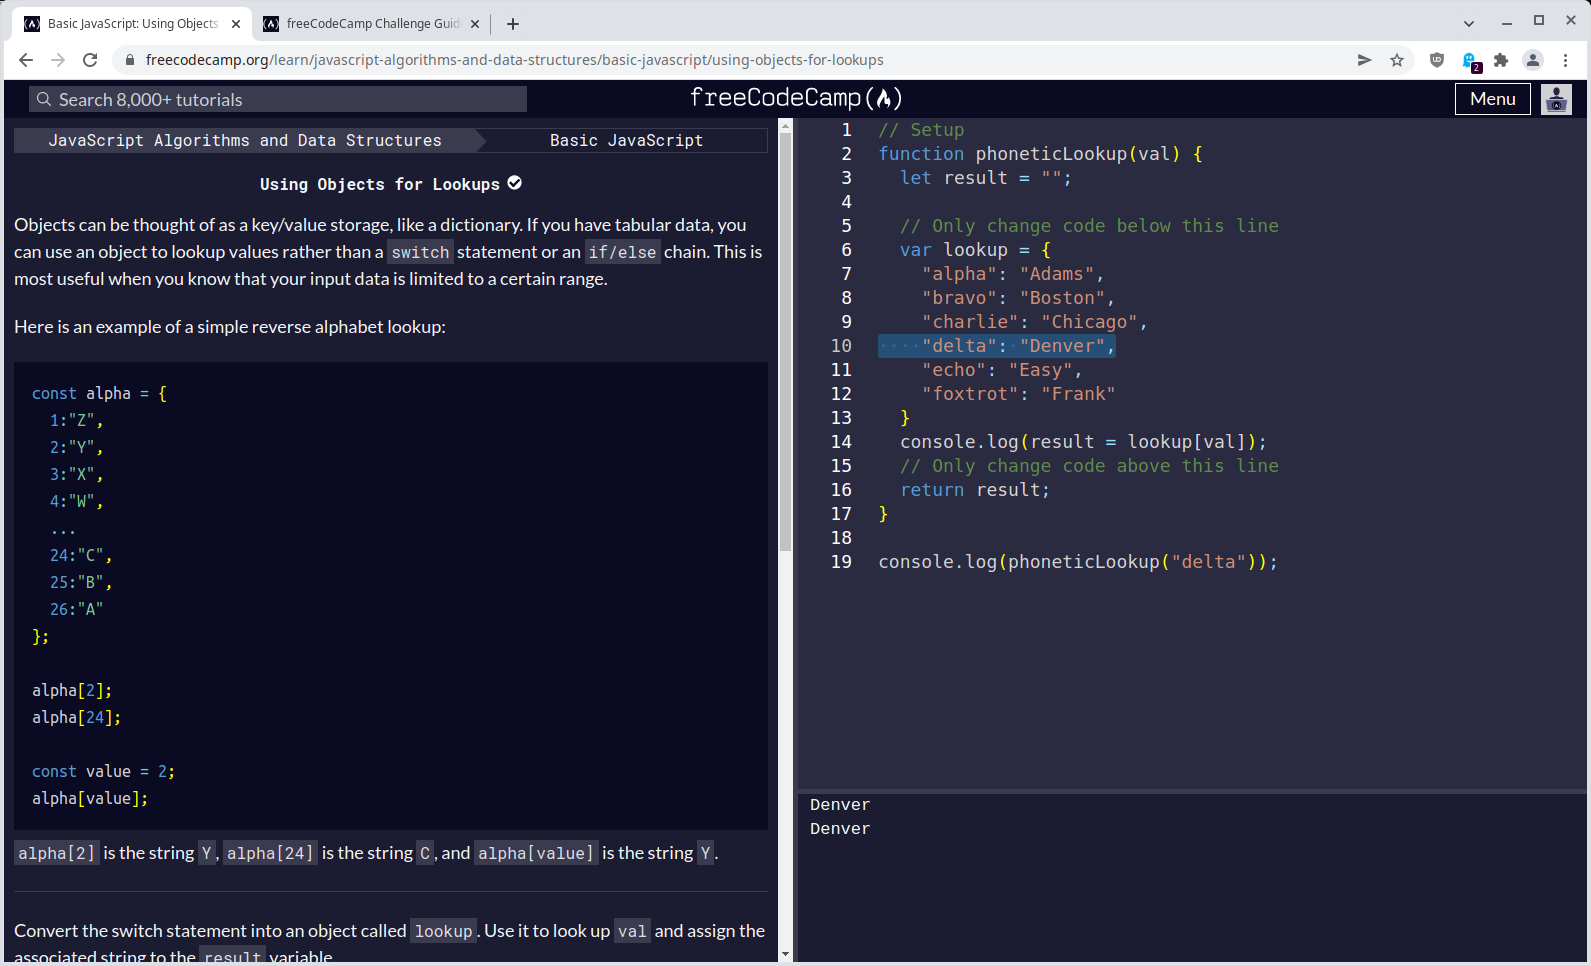 Basic JavaScript: Using Objects
freeCodeCamp Challenge Guid
freecodecamp.org/learn/javascript-algorithms-and-data-structures/basic-javascript/using-objects-for-lookups
2
Search 8,000+ tutorials
freeCodeCamp
Menu
JavaScript Algorithms and Data Structures
Basic JavaScript
Using Objects for Lookups
Objects can be thought of as a key/value storage, like a dictionary. If you have tabular data, you
can use an object to lookup values rather than a switch statement or an if/else chain. This is
most useful when you know that your input data is limited to a certain range.
Here is an example of a simple reverse alphabet lookup:
const alpha = {
  1:"Z",
  2:"Y",
  3:"X",
  4:"W",
  ...
  24:"C",
  25:"B",
  26:"A"
};
alpha[2];
alpha[24];
const value = 2;
alpha[value];
alpha[2] is the string Y, alpha[24] is the string C, and alpha[value] is the string Y.
Convert the switch statement into an object called lookup. Use it to look up val and assign the
associated string to the result variable
1 // Setup
2 function phoneticLookup(val) {
3   let result = "";
4
5   // Only change code below this line
6   var lookup = {
7     "alpha": "Adams",
8     "bravo": "Boston",
9     "charlie": "Chicago",
10     "delta": "Denver",
11     "echo": "Easy",
12     "foxtrot": "Frank"
13   }
14   console.log(result = lookup[val]);
15   // Only change code above this line
16   return result;
17 }
18
19 console.log(phoneticLookup("delta"));
Denver
Denver